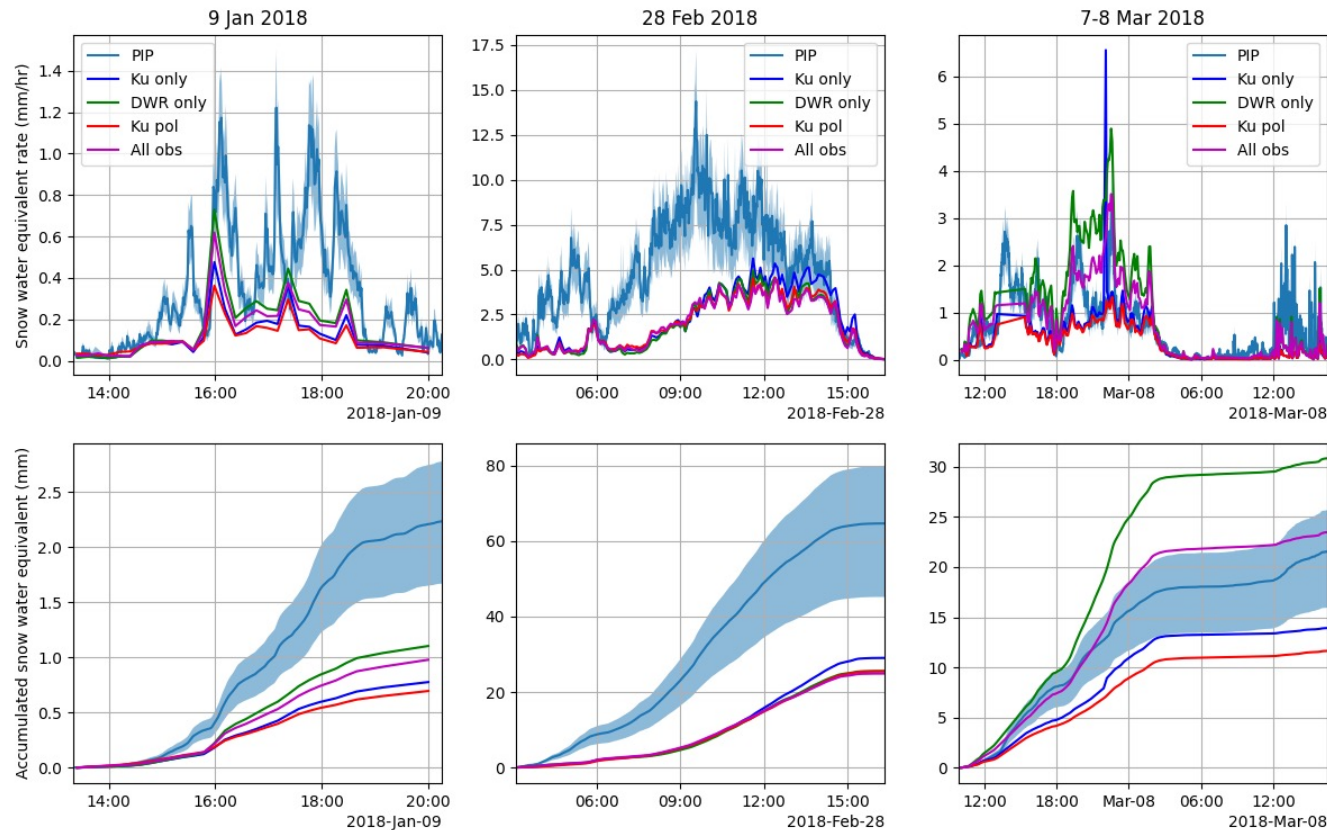 9 Jan 2018
28 Feb 2018
7-8 Mar 2018
Snow water equivalent rate (mm/hr)
1.4
1.2
1.0
0.8
0.6
0.4
0.2
0.0
PIP
Ku only
DWR only
Ku pol
All obs
14:00
16:00
18:00
20:00
2018-Jan-09
17.5
15.0
12.5
10.0
7.5
5.0
2.5
0.0
PIP
Ku only
DWR only
Ku pol
All obs
06:00
09:00
12:00
15:00
2018-Feb-28
6
5
4
3
2
1
0
PIP
Ku only
DWR only
Ku pol
All obs
12:00
18:00
Mar-08
06:00
12:00
2018-Mar-08
Accumulated snow water equivalent (mm)
2.5
2.0
1.5
1.0
0.5
0.0
14:00
16:00
18:00
20:00
2018-Jan-09
80
60
40
20
0
06:00
09:00
12:00
15:00
2018-Feb-28
30
25
20
15
10
5
0
12:00
18:00
Mar-08
06:00
12:00
2018-Mar-08